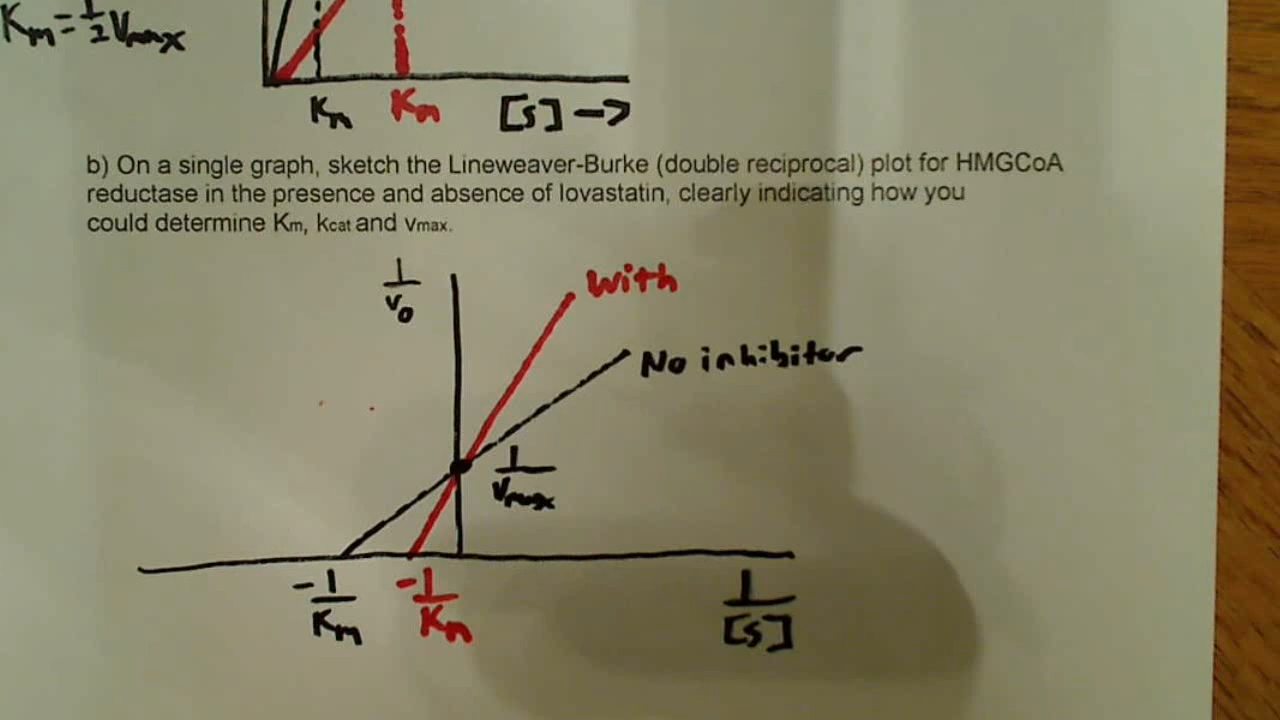 Km = 1/2 Vmax
Km Km [s] →
b) On a single graph, sketch the Lineweaver-Burke (double reciprocal) plot for HMGCoA
reductase in the presence and absence of lovastatin, clearly indicating how you
could determine Km, kcat and vmax.
1/v0
With
No inhibitor
1/Vmax
-1/Km -1/Km 1/[s]